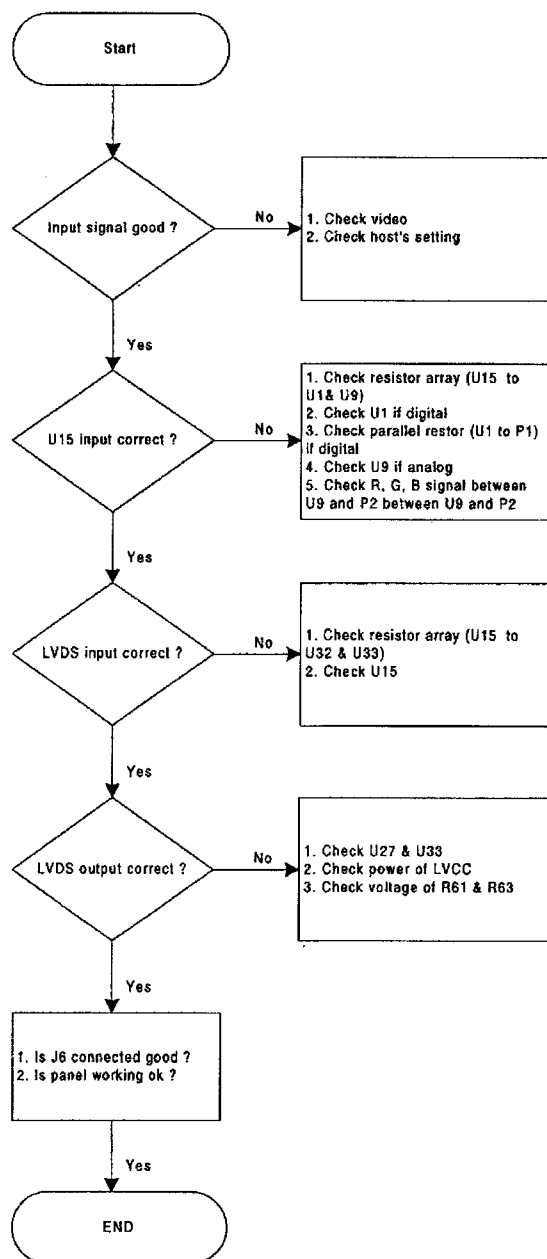 Start
Input signal good ?
No
1. Check video
2. Check host's setting
Yes
U15 input correct ?
No
1. Check resistor array (U15 to
U1& U9)
2. Check U1 if digital
3. Check parallel restor (U1 to P1)
if digital
4. Check U9 if analog
5. Check R, G, B signal between
U9 and P2 between U9 and P2
Yes
LVDS input correct ?
No
1. Check resistor array (U15 to
U32 & U33)
2. Check U15
Yes
LVDS output correct ?
No
1. Check U27 & U33
2. Check power of LVCC
3. Check voltage of R61 & R63
Yes
1. Is J6 connected good ?
2. Is panel working ok ?
Yes
END